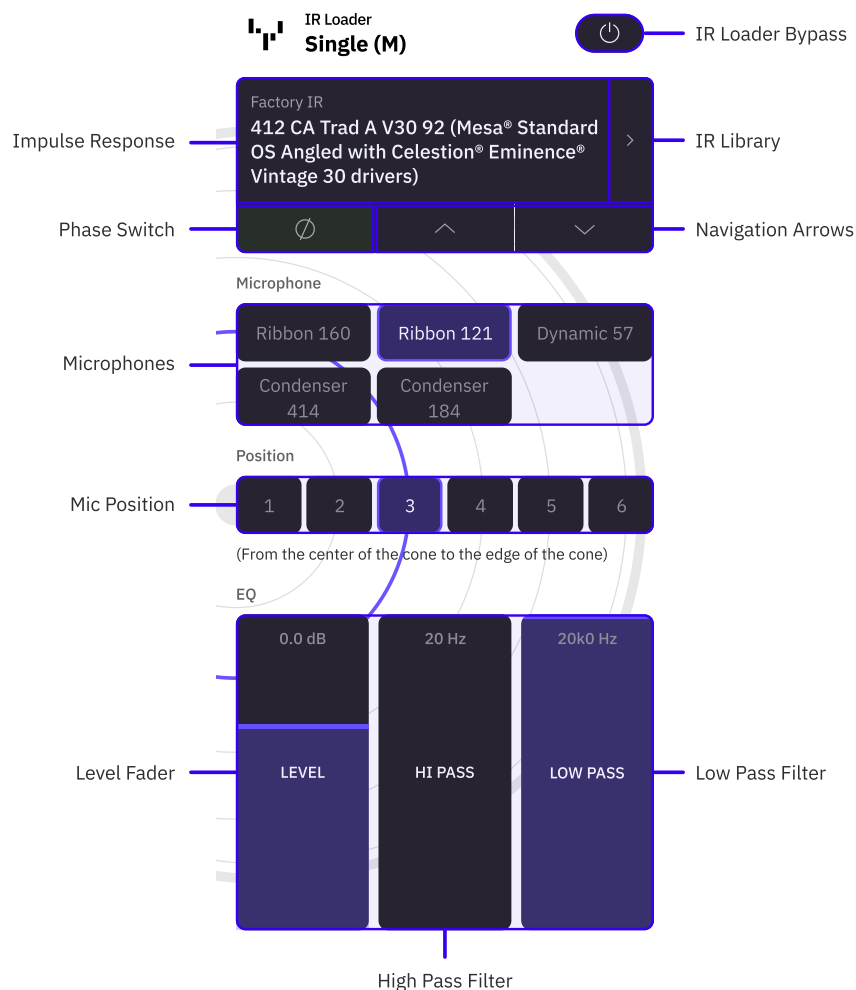 IR Loader
Single (M)
IR Loader Bypass
Factory IR
412 CA Trad A V30 92 (Mesa® Standard
OS Angled with Celestion® Eminence®
Vintage 30 drivers)
Impulse Response
IR Library
Phase Switch
Navigation Arrows
Microphone
Ribbon 160
Ribbon 121
Dynamic 57
Microphones
Condenser
414
Condenser
184
Position
Mic Position
1
2
3
4
5
6
(From the center of the cone to the edge of the cone)
EQ
0.0 dB
20 Hz
20k0 Hz
Level Fader
LEVEL
HI PASS
LOW PASS
Low Pass Filter
High Pass Filter